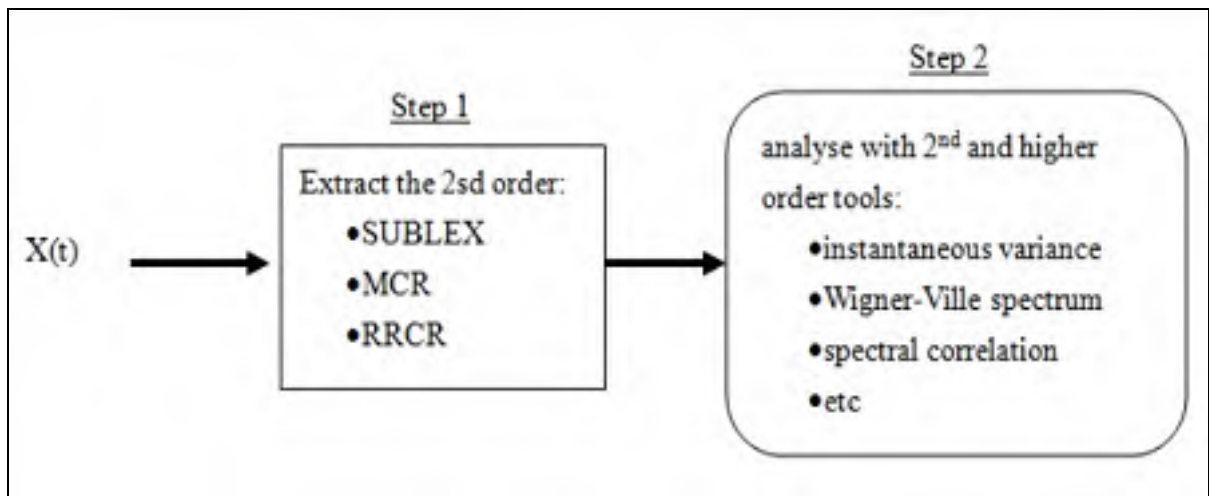 Step 1
Step 2
X(t)
Extract the 2sd order:
•SUBLEX
•MCR
•RRCR
analyse with 2nd and higher
order tools:
•instantaneous variance
•Wigner-Ville spectrum
•spectral correlation
•etc